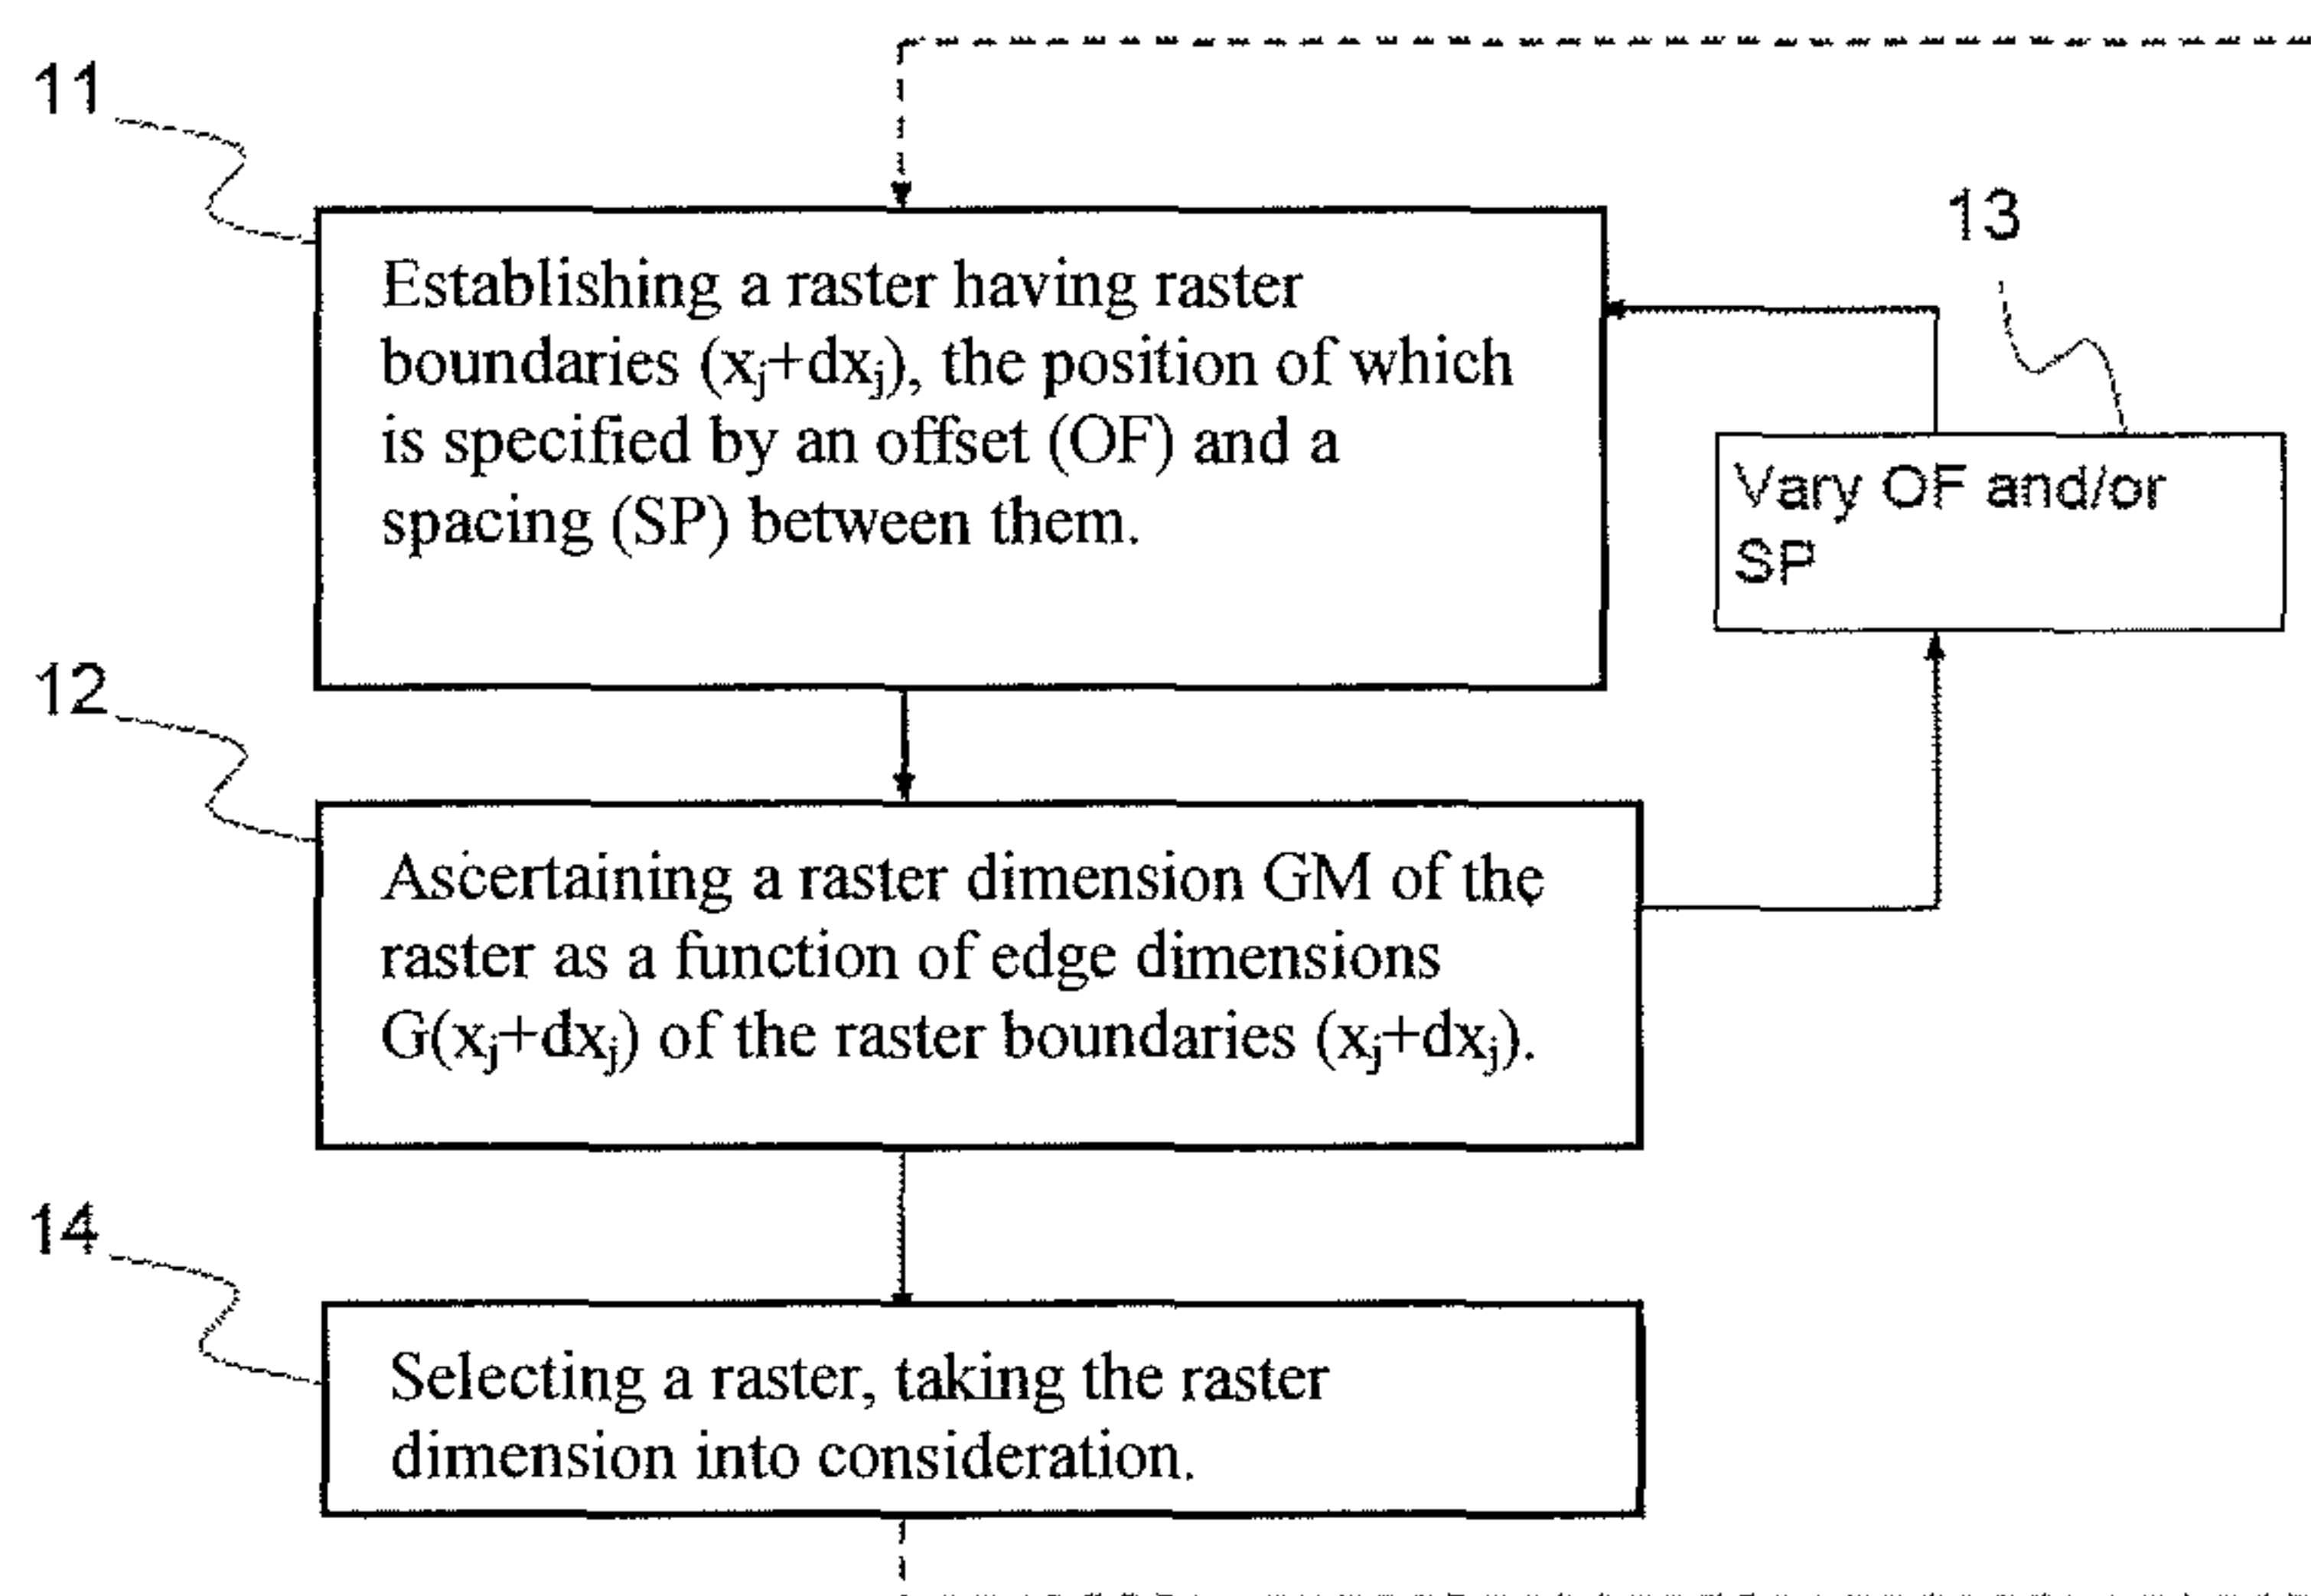 11
Establishing a raster having raster
boundaries (xj+dxj), the position of which
is specified by an offset (OF) and a
spacing (SP) between them.
13
Vary OF and/or
SP
12
Ascertaining a raster dimension GM of the
raster as a function of edge dimensions
G(xj+dxj) of the raster boundaries (xj+dxj).
14
Selecting a raster, taking the raster
dimension into consideration.